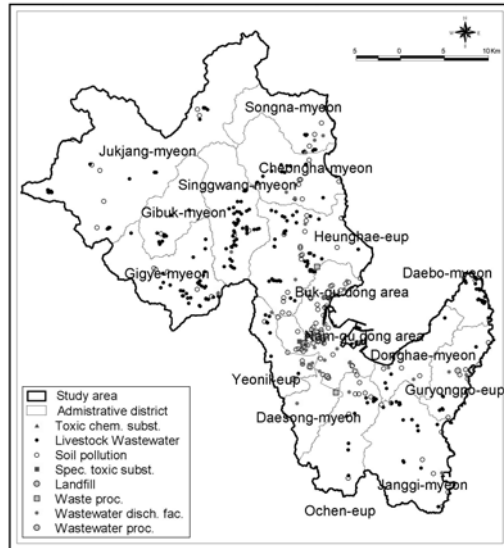 N
5 0 5 10 Km
Songna-myeon
Jukjang-myeon
Cheongha-myeon
Singgwang-myeon
Gibuk-myeon
Heunghae-eup
Gigye-myeon
Daebo-myeon
Buk-gu dong area
Nam-gu dong area
Donghae-myeon
Yeonil-eup
Guryongpo-eup
Daesong-myeon
Janggi-myeon
Ochen-eup
Study area
Admistrative district
Toxic chem. subst.
Livestock Wastewater
Soil pollution
Spec. toxic subst.
Landfill
Waste proc.
Wastewater disch. fac.
Wastewater proc.